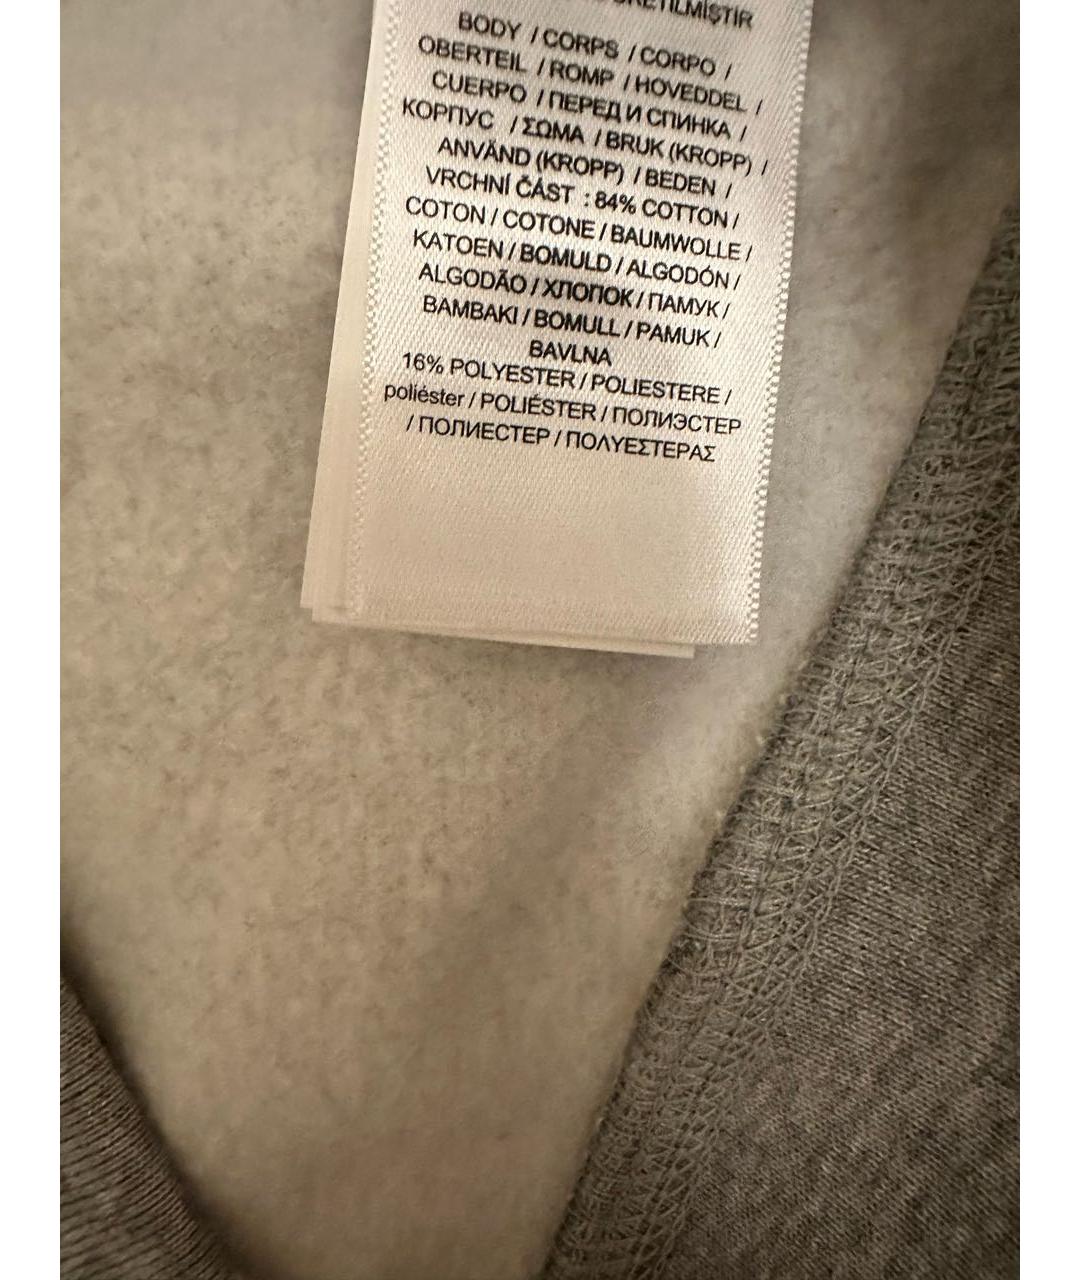 BODY / CORPS / CORPO /
OBERTEIL / ROMP / HOVEDDEL /
CUERPO / ПЕРЕД И СПИНКА /
КОРПУС / ΣΩΜΑ / BRUK (KROPP) /
ANVÄND (KROPP) / BEDEN /
VRCHNÍ ČÁST : 84% COTTON /
COTON / COTONE / BAUMWOLLE /
KATOEN / BOMULD / ALGODÓN /
ALGODÃO / ХЛОПОК / ПАМУК /
BAMBAKI / BOMULL / PAMUK /
BAVLNA
16% POLYESTER / POLIESTERE /
poliéster / POLIÉSTER / ПОЛИЭСТЕР
/ ПОЛИЕСТЕР / ΠΟΛΥΕΣΤΕΡΑΣ